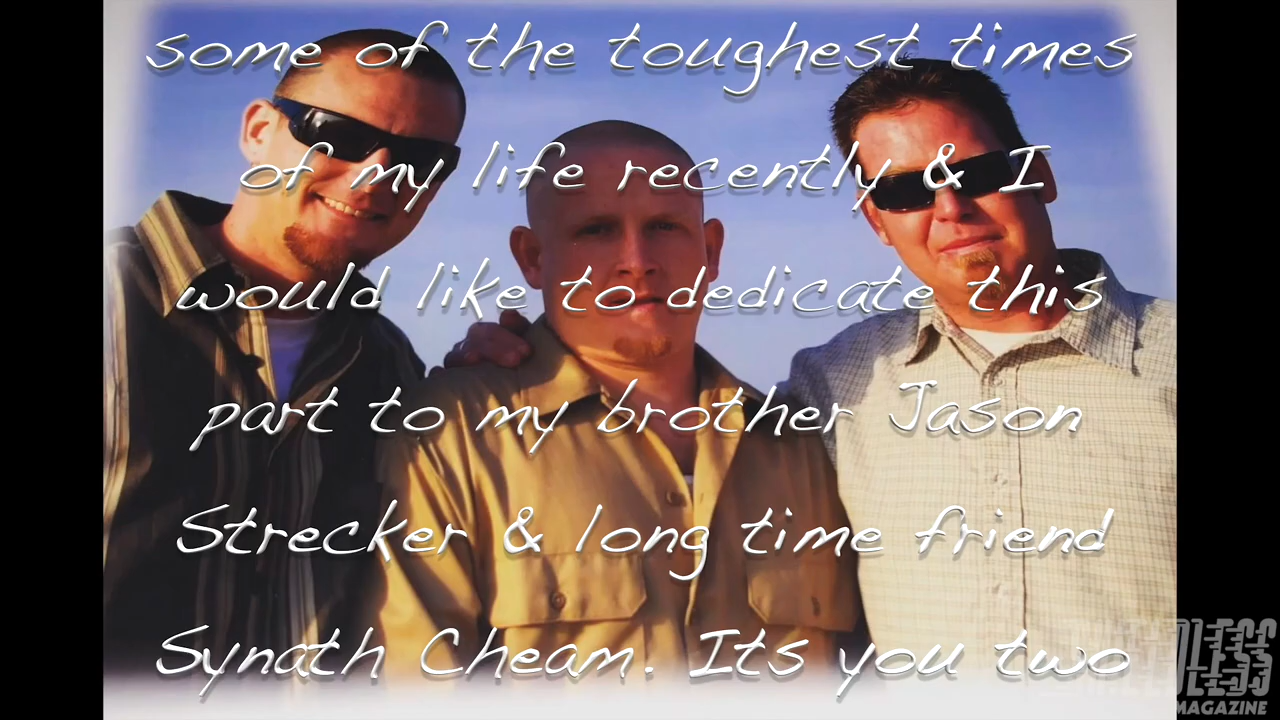 some of the toughest times
of my life recently & I
would like to dedicate this
part to my brother Jason
Strecker & long time friend
Synath Cheam. Its you two
MAGAZINE